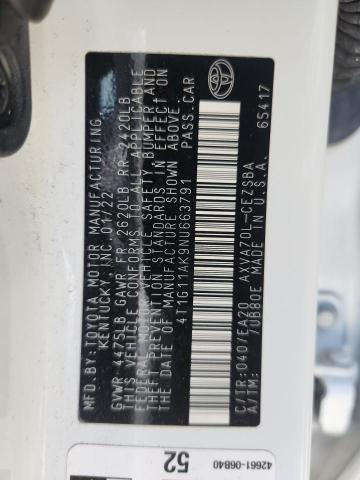 MFD. BY: TOYOTA MOTOR MANUFACTURING
KENTUCKY, INC. 01/22
GVWR 4475LB GAWR FR 2620LB RR 2420LB
THIS VEHICLE CONFORMS TO ALL APPLICABLE
FEDERAL MOTOR VEHICLE SAFETY, BUMPER AND
THEFT PREVENTION STANDARDS IN EFFECT ON
THE DATE OF MANUFACTURE SHOWN ABOVE.
4T1G11AK9NU663791 PASS.CAR
C/TR:040/EA20 AXVA70L-CEZSBA
A/TM: /UB80E MADE IN U.S.A.
65417
42661-06B40
52